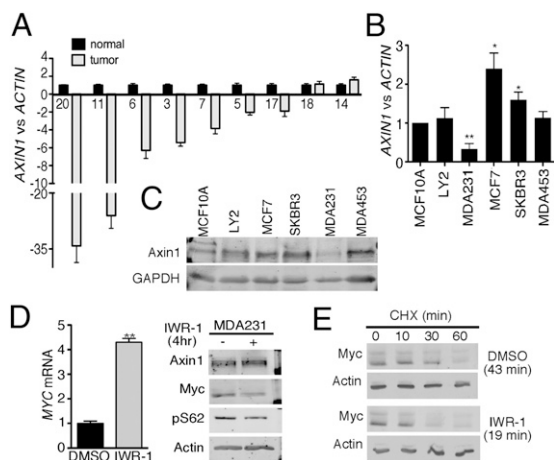 A
normal
tumor
AXIN1 vs ACTIN
2
0
-2
-4
-6
-8
-10
-20
-35
20 11 6 3 7 5 17 18 14
B
AXIN1 vs ACTIN
3
2
1
0
*
**
*
MCF10A LY2 MDA231 MCF7 SKBR3 MDA453
C
MCF10A LY2 MCF7 SKBR3 MDA231 MDA453
Axin1
GAPDH
D
MYC mRNA
5
4
3
2
1
0
**
DMSO IWR-1
IWR-1 MDA231
(4hr) - +
Axin1
Myc
pS62
Actin
E
CHX (min)
0 10 30 60
Myc
Actin
DMSO
(43 min)
Myc
Actin
IWR-1
(19 min)